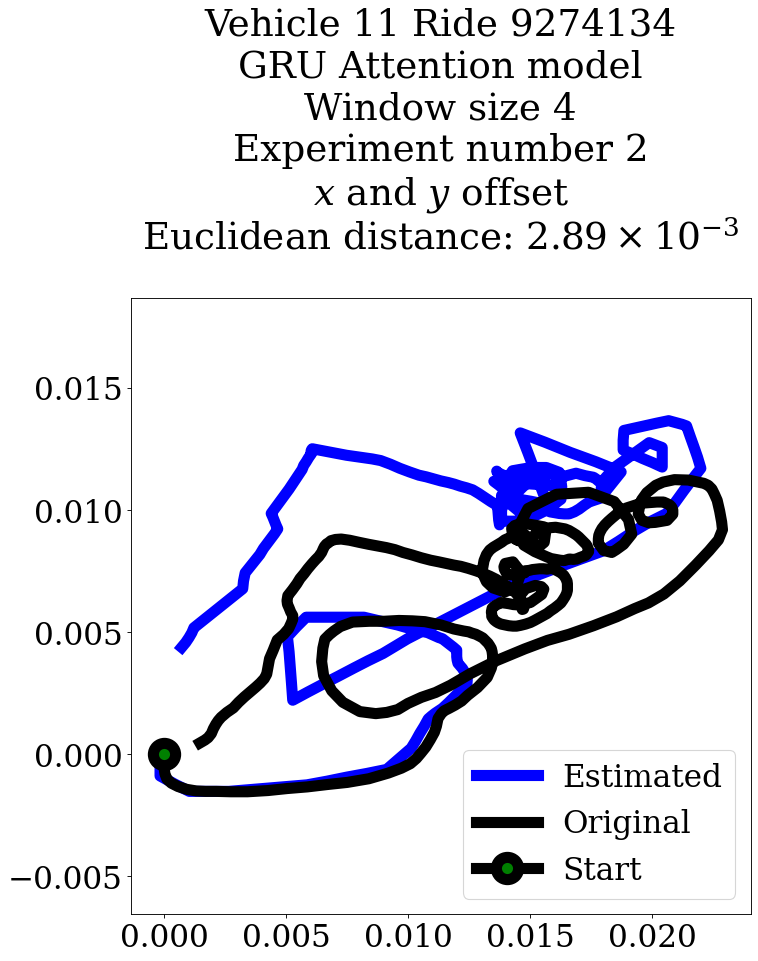 Vehicle 11 Ride 9274134
GRU Attention model
Window size 4
Experiment number 2
x and y offset
Euclidean distance: 2.89 × 10⁻³
0.015
0.010
0.005
0.000
−0.005
Estimated
Original
Start
0.000 0.005 0.010 0.015 0.020